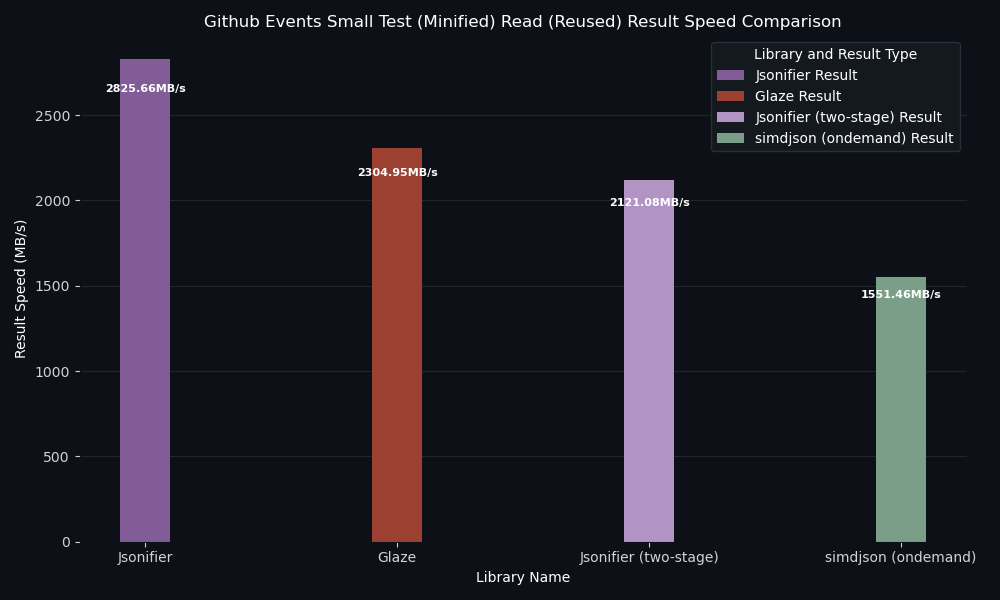 Github Events Small Test (Minified) Read (Reused) Result Speed Comparison
Library and Result Type
Jsonifier Result
Glaze Result
Jsonifier (two-stage) Result
simdjson (ondemand) Result
Result Speed (MB/s)
2500
2000
1500
1000
500
0
2825.66MB/s
2304.95MB/s
2121.08MB/s
1551.46MB/s
Jsonifier
Glaze
Jsonifier (two-stage)
simdjson (ondemand)
Library Name